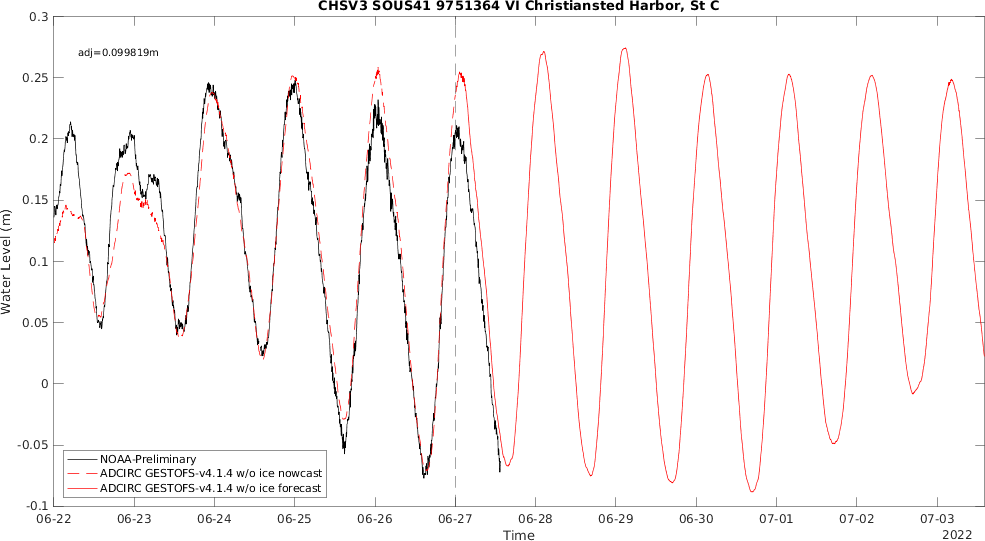 CHSV3 SOUS41 9751364 VI Christiansted Harbor, St C
adj=0.099819m
Water Level (m)
0.3
0.25
0.2
0.15
0.1
0.05
0
-0.05
-0.1
NOAA-Preliminary
ADCIRC GESTOFS-v4.1.4 w/o ice nowcast
ADCIRC GESTOFS-v4.1.4 w/o ice forecast
06-22 06-23 06-24 06-25 06-26 06-27 06-28 06-29 06-30 07-01 07-02 07-03
Time
2022